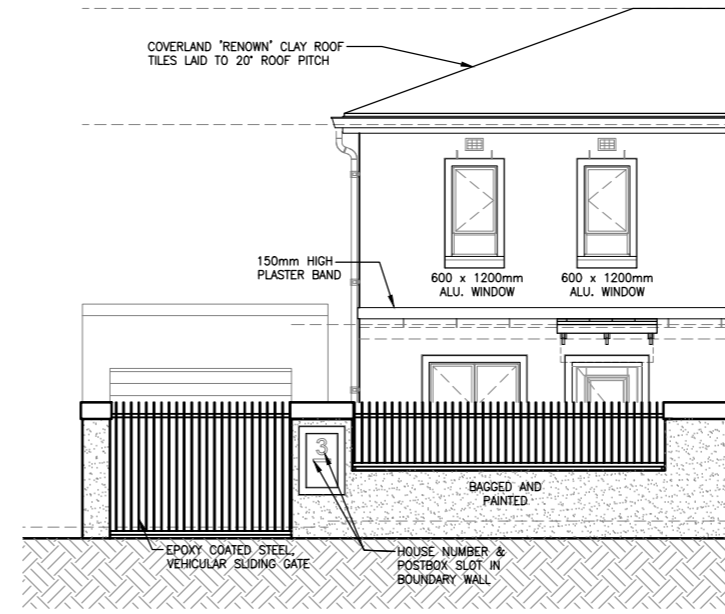 COVERLAND "RENOWN" CLAY ROOF
TILES LAID TO 20° ROOF PITCH
150mm HIGH
PLASTER BAND
600 x 1200mm
ALU. WINDOW
600 x 1200mm
ALU. WINDOW
3
BAGGED AND
PAINTED
EPOXY COATED STEEL,
VEHICULAR SLIDING GATE
HOUSE NUMBER &
POSTBOX SLOT IN
BOUNDARY WALL